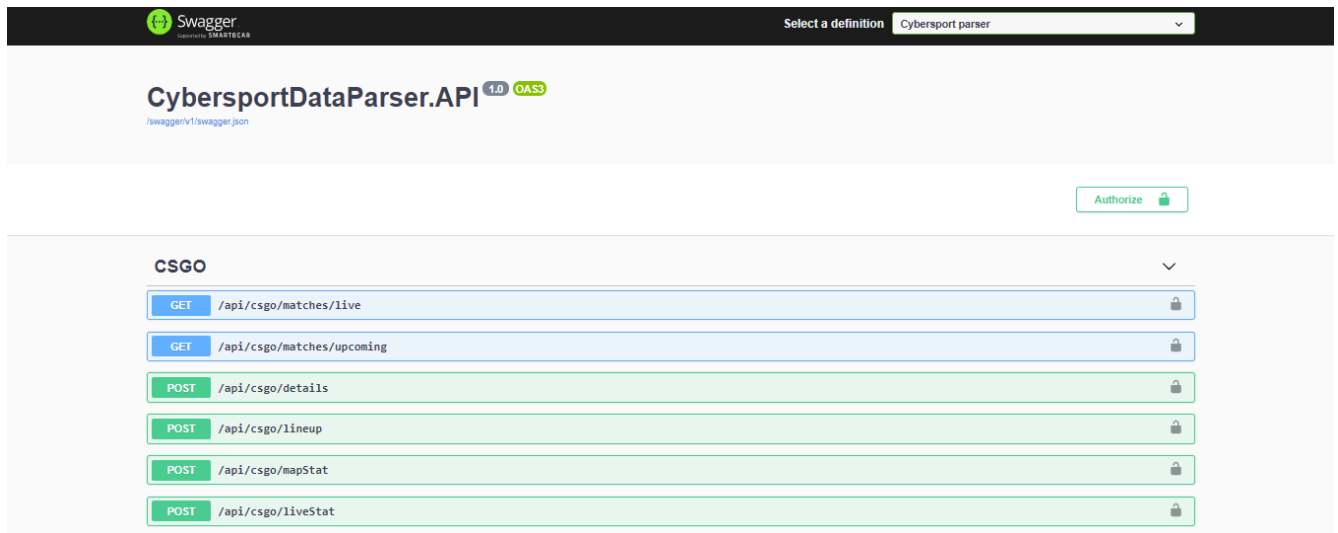 Swagger
Supported by SMARTBEAR
Select a definition Cybersport parser
CybersportDataParser.API 1.0 OAS3
/swagger/v1/swagger.json
Authorize
CSGO
GET /api/csgo/matches/live
GET /api/csgo/matches/upcoming
POST /api/csgo/details
POST /api/csgo/lineup
POST /api/csgo/mapStat
POST /api/csgo/liveStat